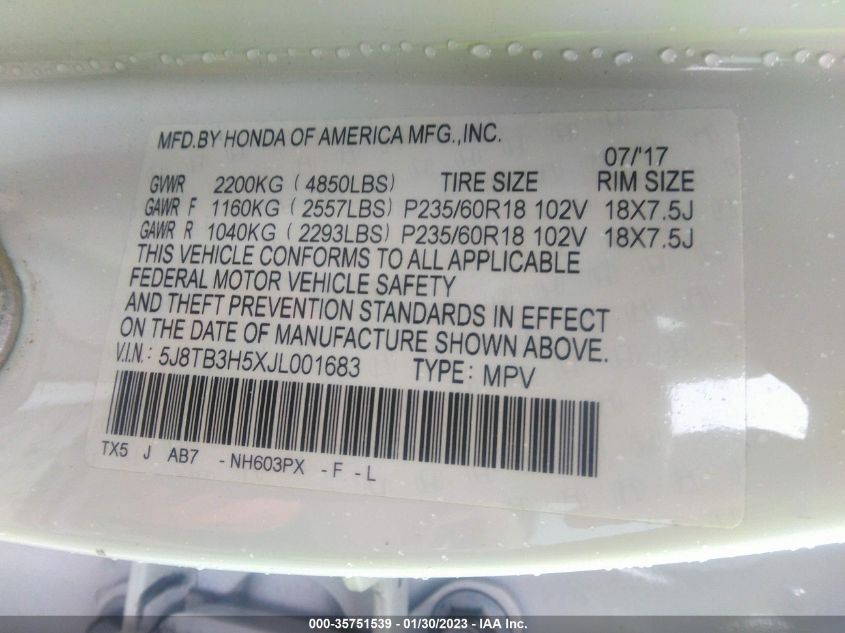 MFD.BY HONDA OF AMERICA MFG.,INC.
07/'17
GVWR 2200KG (4850LBS) TIRE SIZE RIM SIZE
GAWR F 1160KG (2557LBS) P235/60R18 102V 18X7.5J
GAWR R 1040KG (2293LBS) P235/60R18 102V 18X7.5J
THIS VEHICLE CONFORMS TO ALL APPLICABLE
FEDERAL MOTOR VEHICLE SAFETY
AND THEFT PREVENTION STANDARDS IN EFFECT
ON THE DATE OF MANUFACTURE SHOWN ABOVE.
V.I.N.: 5J8TB3H5XJL001683 TYPE: MPV
TX5 J AB7 -NH603PX -F -L
000-35751539 - 01/30/2023 - IAA Inc.